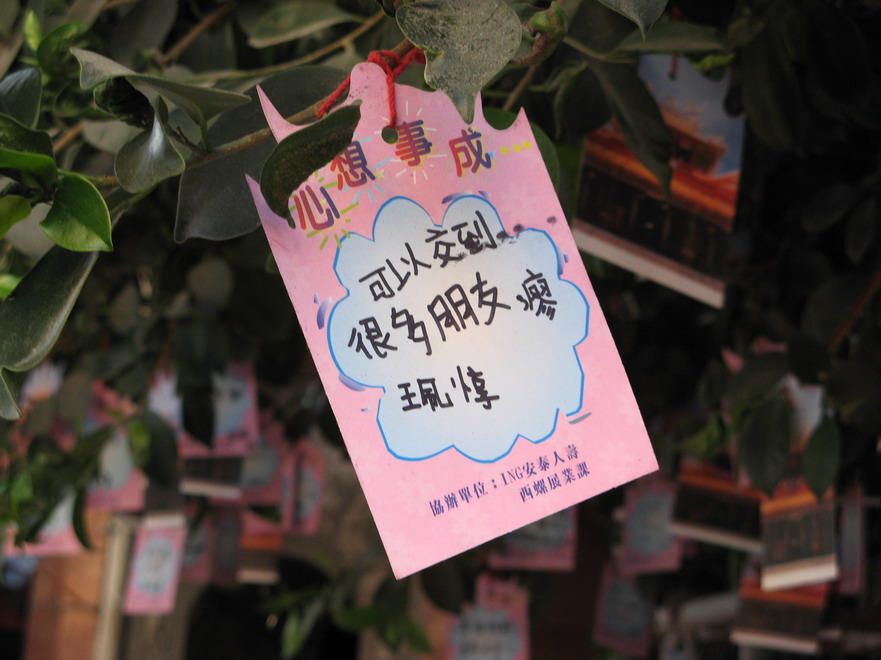 心想事成...
可以交到
很多朋友、瘳
珮惇
協辦單位：ING安泰人壽
西螺展業課